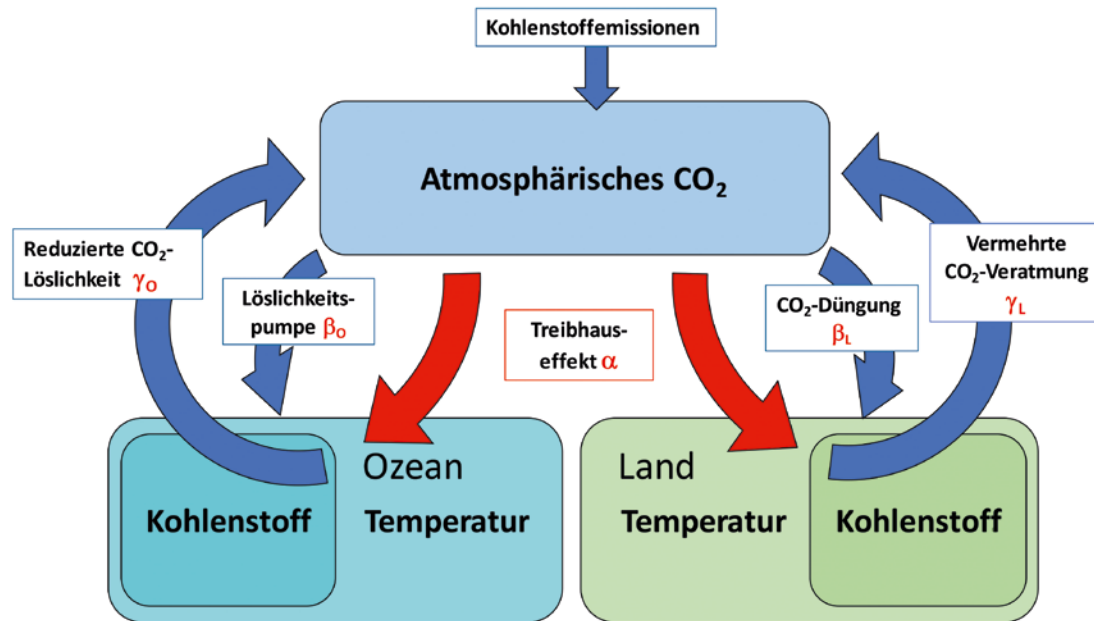 Kohlenstoffemissionen
Atmosphärisches CO₂
Reduzierte CO₂-
Löslichkeit γO
Löslichkeits-
pumpe βO
Treibhaus-
effekt α
CO₂-Düngung
βL
Vermehrte
CO₂-Veratmung
γL
Ozean
Kohlenstoff
Temperatur
Land
Temperatur
Kohlenstoff